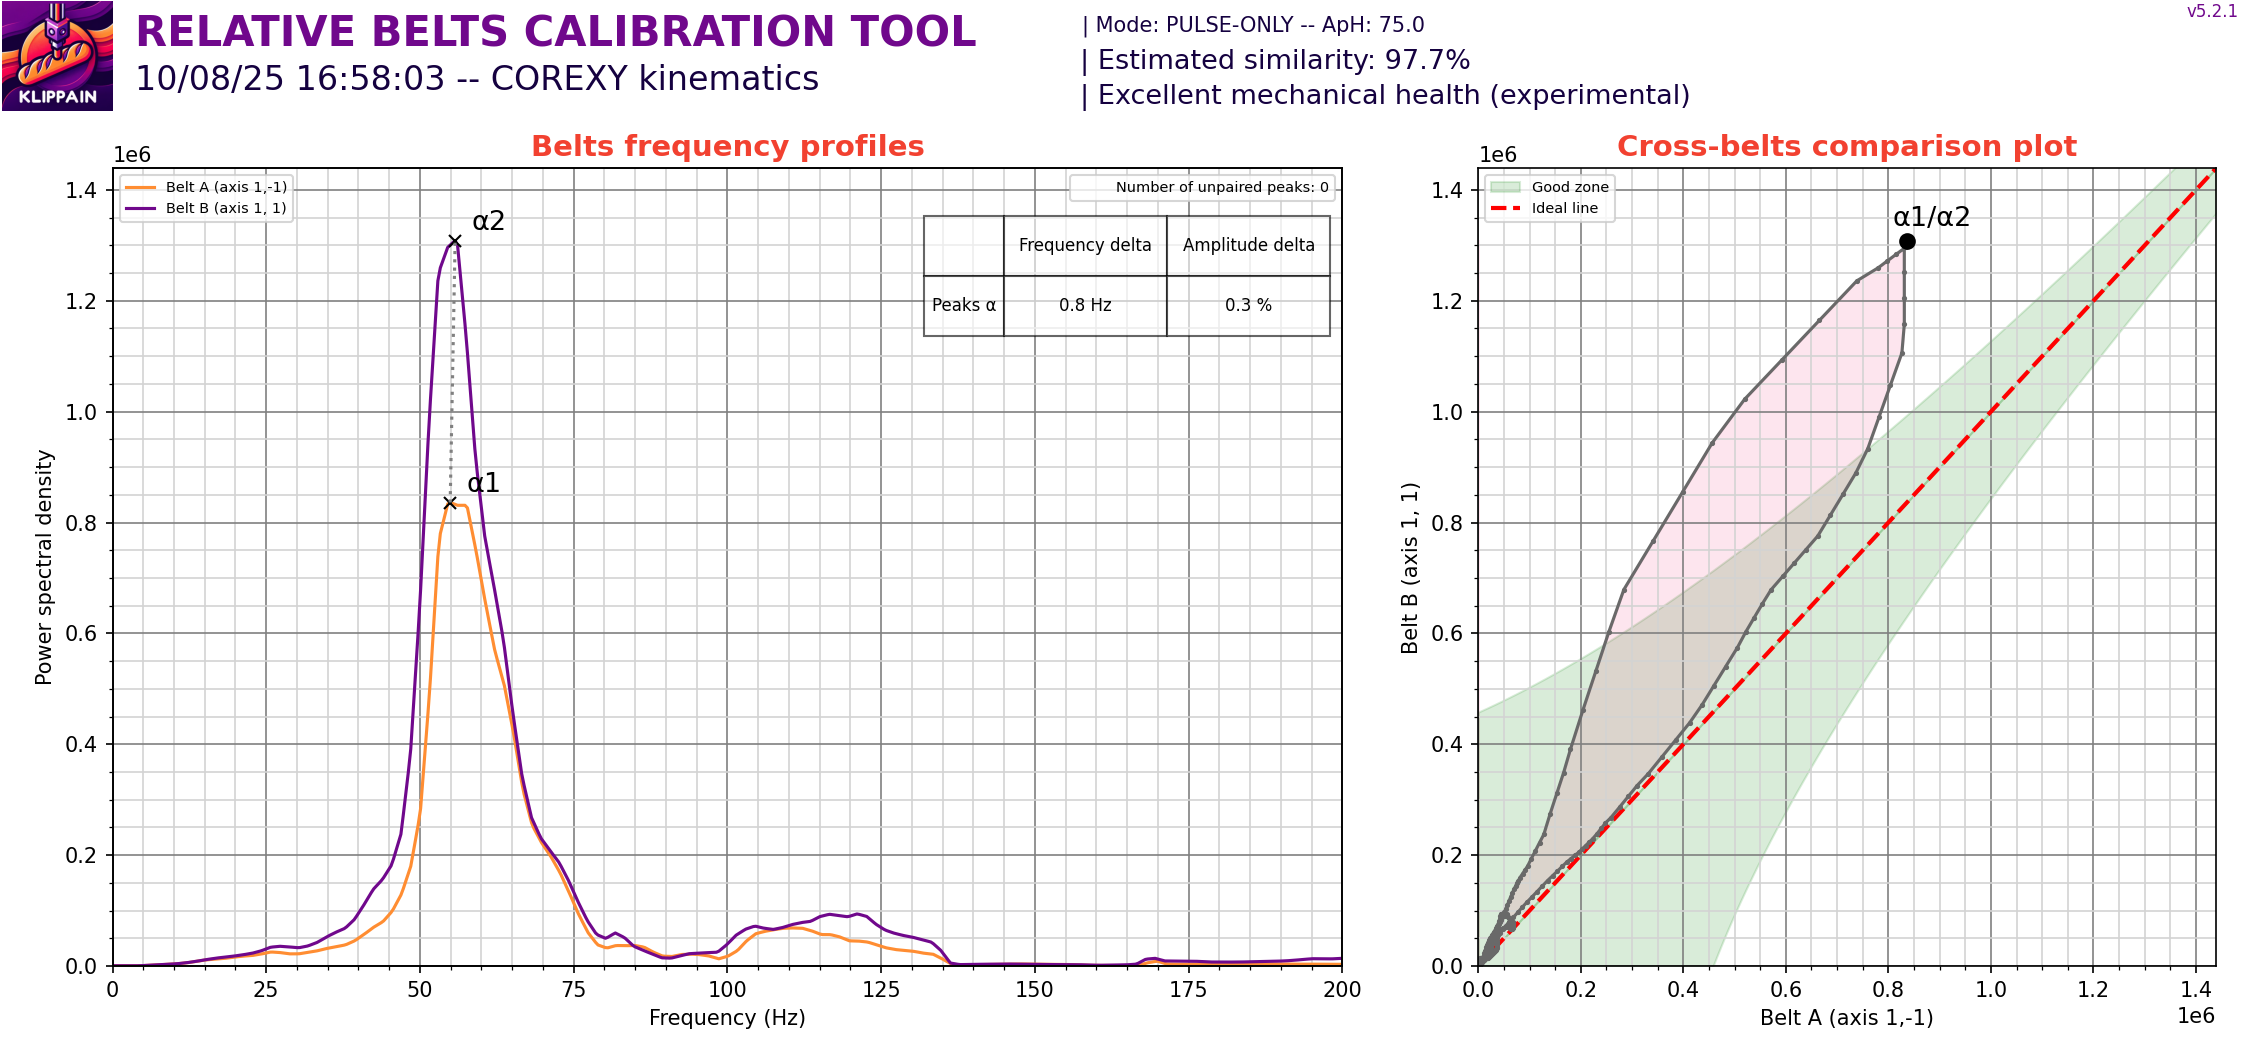 KLIPPAIN
RELATIVE BELTS CALIBRATION TOOL
10/08/25 16:58:03 -- COREXY kinematics
| Mode: PULSE-ONLY -- ApH: 75.0
| Estimated similarity: 97.7%
| Excellent mechanical health (experimental)
v5.2.1
Belts frequency profiles
1e6
Belt A (axis 1,-1)
Belt B (axis 1, 1)
Number of unpaired peaks: 0
Frequency delta Amplitude delta
Peaks α 0.8 Hz 0.3 %
α2
α1
1.4
1.2
1.0
0.8
0.6
0.4
0.2
0.0
Power spectral density
0 25 50 75 100 125 150 175 200
Frequency (Hz)
Cross-belts comparison plot
1e6
Good zone
Ideal line
α1/α2
1.4
1.2
1.0
0.8
0.6
0.4
0.2
0.0
Belt B (axis 1, 1)
0.0 0.2 0.4 0.6 0.8 1.0 1.2 1.4
Belt A (axis 1,-1)
1e6